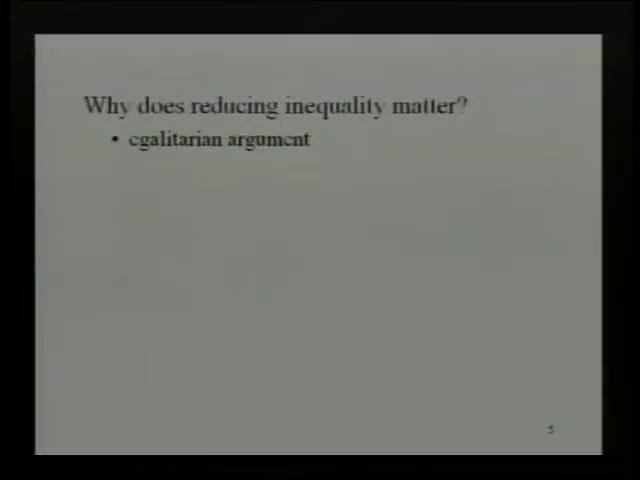 Why does reducing inequality matter?
• egalitarian argument
5